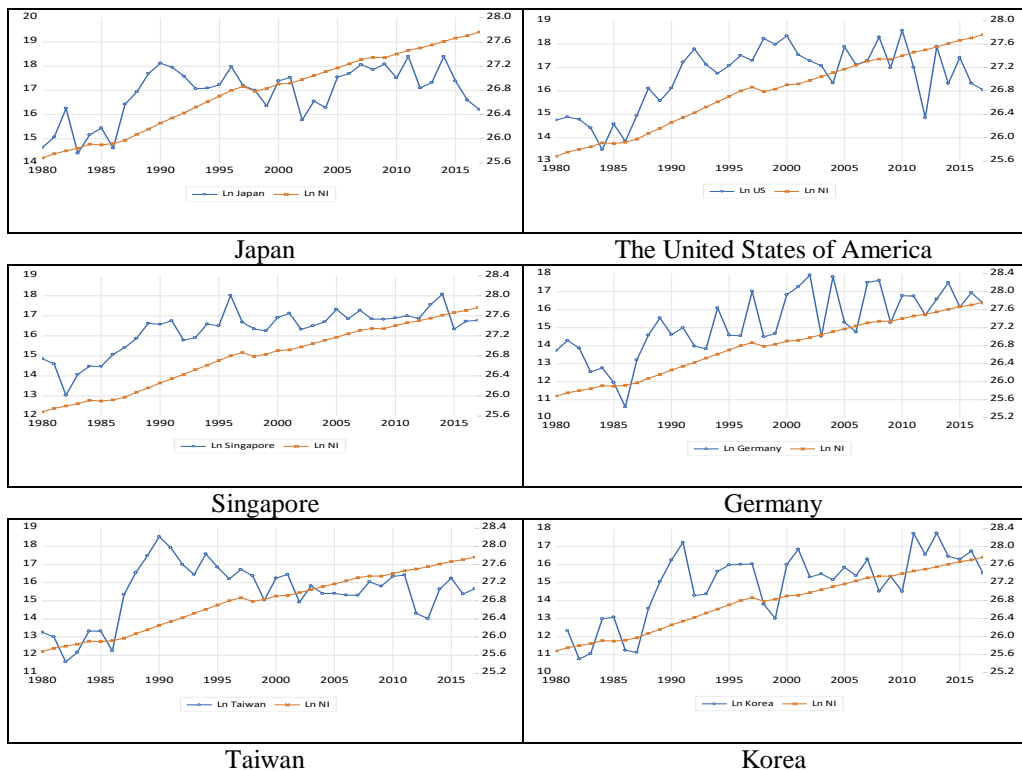 20 28.0
19 27.6
18 27.2
17 26.8
16 26.4
15 26.0
14 25.6
1980 1985 1990 1995 2000 2005 2010 2015
Ln Japan Ln NI
Japan
19 28.0
18 27.6
17 27.2
16 26.8
15 26.4
14 26.0
13 25.6
1980 1985 1990 1995 2000 2005 2010 2015
Ln US Ln NI
The United States of America
19 28.4
18 28.0
17 27.6
16 27.2
15 26.8
14 26.4
13 26.0
12 25.6
1980 1985 1990 1995 2000 2005 2010 2015
Ln Singapore Ln NI
Singapore
18 28.4
17 28.0
16 27.6
15 27.2
14 26.8
13 26.4
12 26.0
11 25.6
10 25.2
1980 1985 1990 1995 2000 2005 2010 2015
Ln Germany Ln NI
Germany
19 28.4
18 28.0
17 27.6
16 27.2
15 26.8
14 26.4
13 26.0
12 25.6
11 25.2
1980 1985 1990 1995 2000 2005 2010 2015
Ln Taiwan Ln NI
Taiwan
18 28.4
17 28.0
16 27.6
15 27.2
14 26.8
13 26.4
12 26.0
11 25.6
10 25.2
1980 1985 1990 1995 2000 2005 2010 2015
Ln Korea Ln NI
Korea